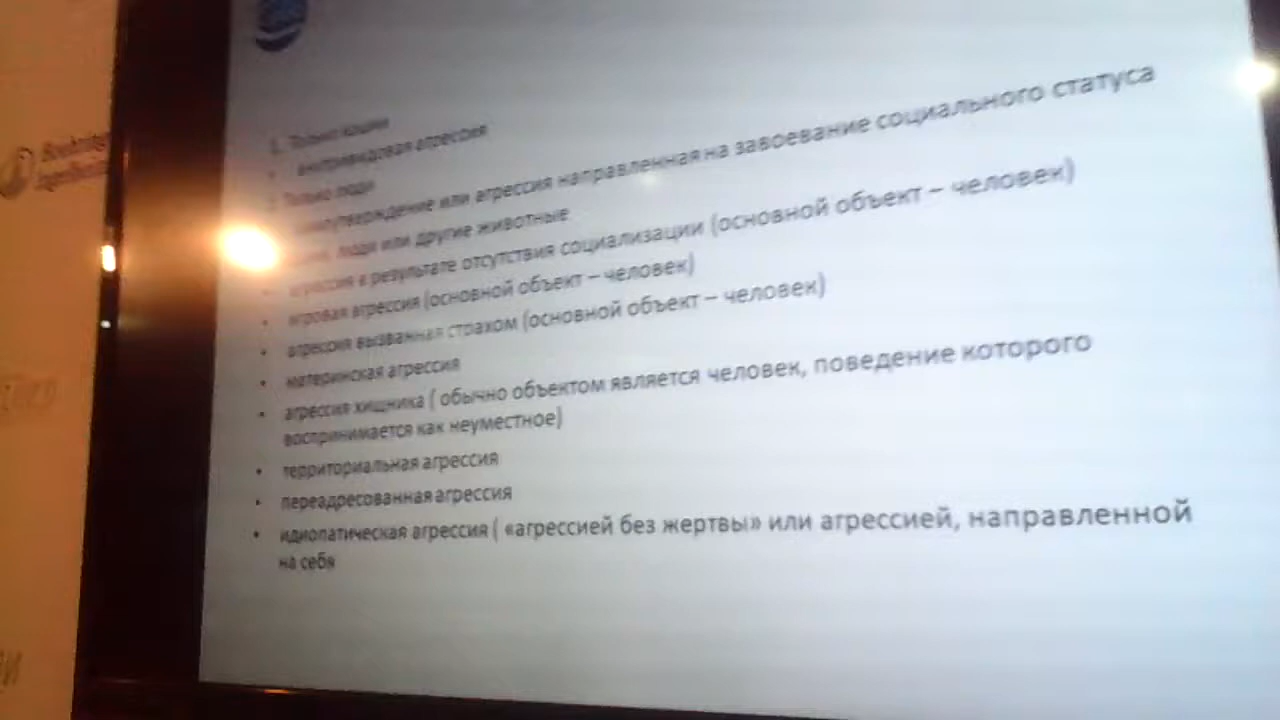 1. Только кошки
• внутривидовая агрессия
Только люди
самоутверждение или агрессия направленная на завоевание социального статуса
люди или другие животные
• агрессия в результате отсутствия социализации (основной объект – человек)
• игровая агрессия (основной объект – человек)
• агрессия вызванная страхом (основной объект – человек)
• материнская агрессия
• агрессия хищника ( обычно объектом является человек, поведение которого
воспринимается как неуместное)
• территориальная агрессия
• переадресованная агрессия
• идиопатическая агрессия ( «агрессией без жертвы» или агрессией, направленной
на себя